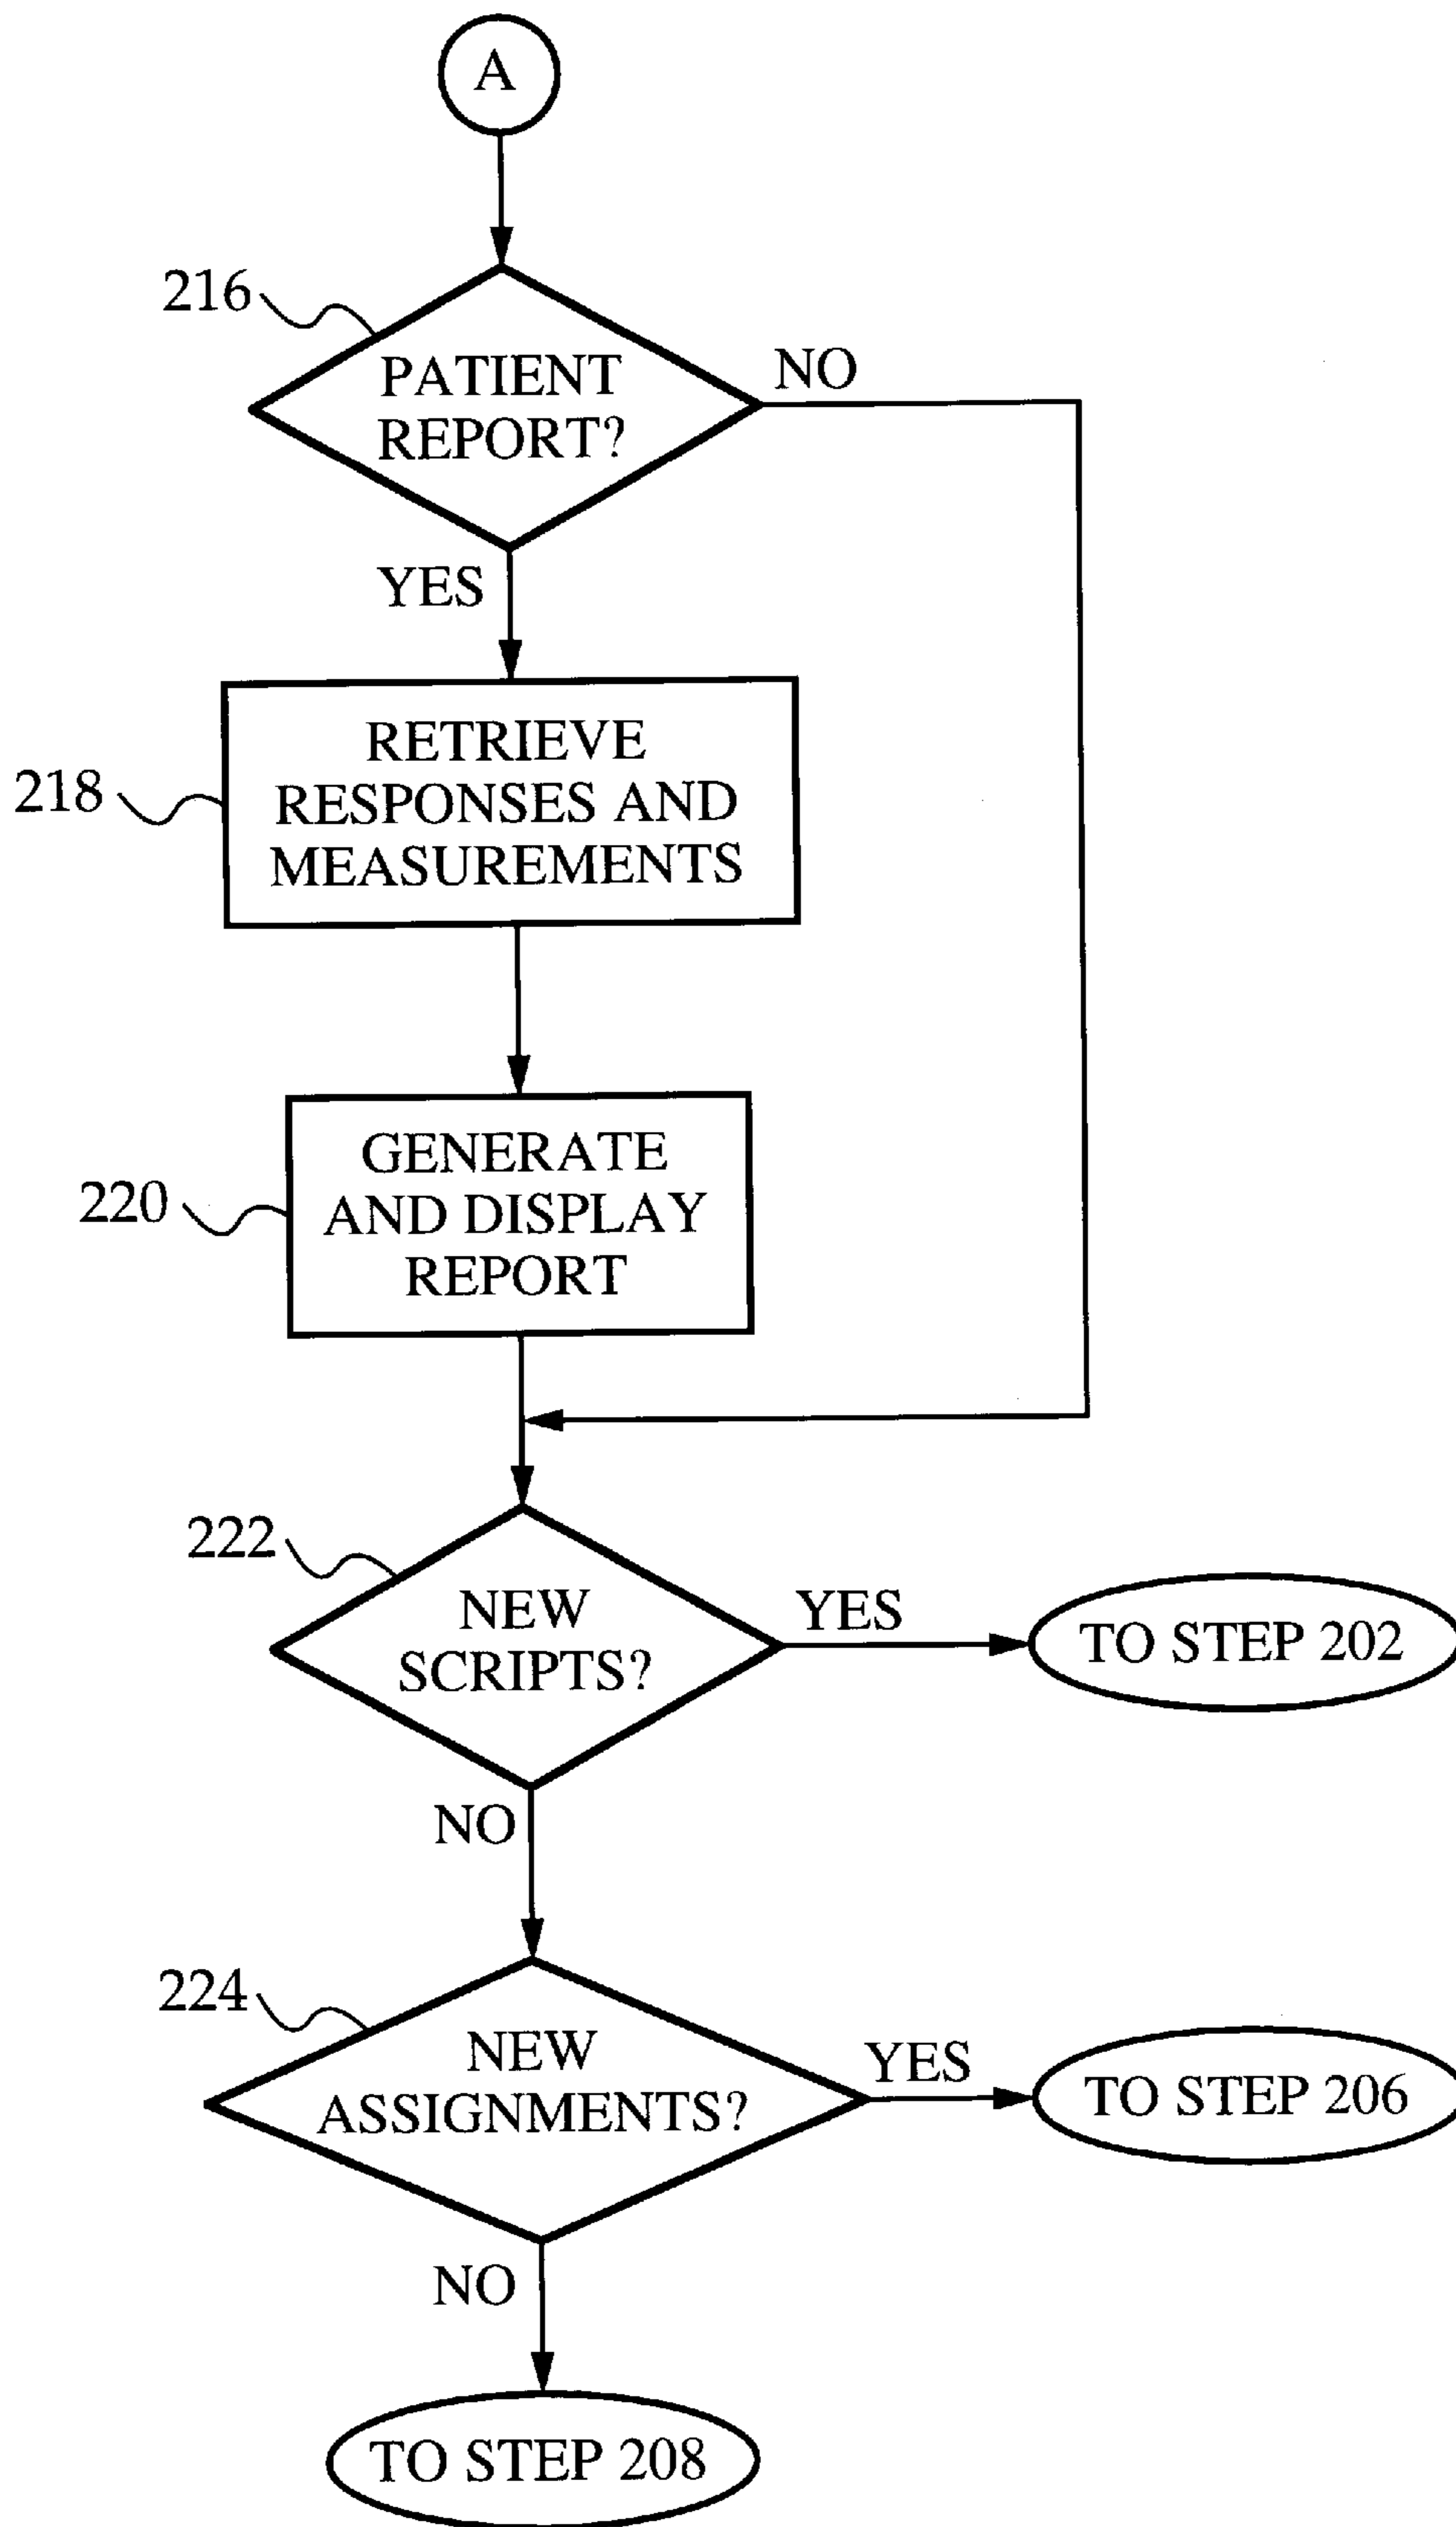 A
216
PATIENT
REPORT?
NO
YES
218
RETRIEVE
RESPONSES AND
MEASUREMENTS
220
GENERATE
AND DISPLAY
REPORT
222
NEW
SCRIPTS?
YES
TO STEP 202
NO
224
NEW
ASSIGNMENTS?
YES
TO STEP 206
NO
TO STEP 208